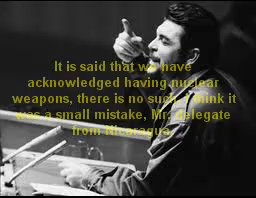 It is said that we have
acknowledged having nuclear
weapons, there is no such, I think it
was a small mistake, Mr. delegate
from Nicaragua.